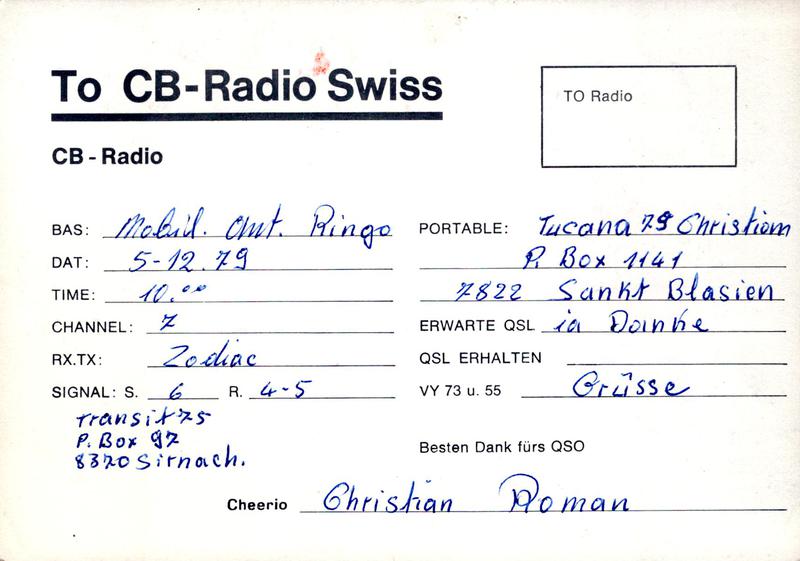 To CB-Radio Swiss
TO Radio
CB - Radio
BAS: Mobil. Ant. Ringo
DAT: 5-12.79
TIME: 10.00
CHANNEL: 7
RX.TX: Zodiac
SIGNAL: S. 6 R. 4-5
Transit 75
P. Box 97
8370 Sirnach.
PORTABLE: Tucana 79 Christian
P. Box 1141
7822 Sankt Blasien
ERWARTE QSL ia Danke
QSL ERHALTEN
VY 73 u. 55 Grüsse
Besten Dank fürs QSO
Cheerio Christian Roman